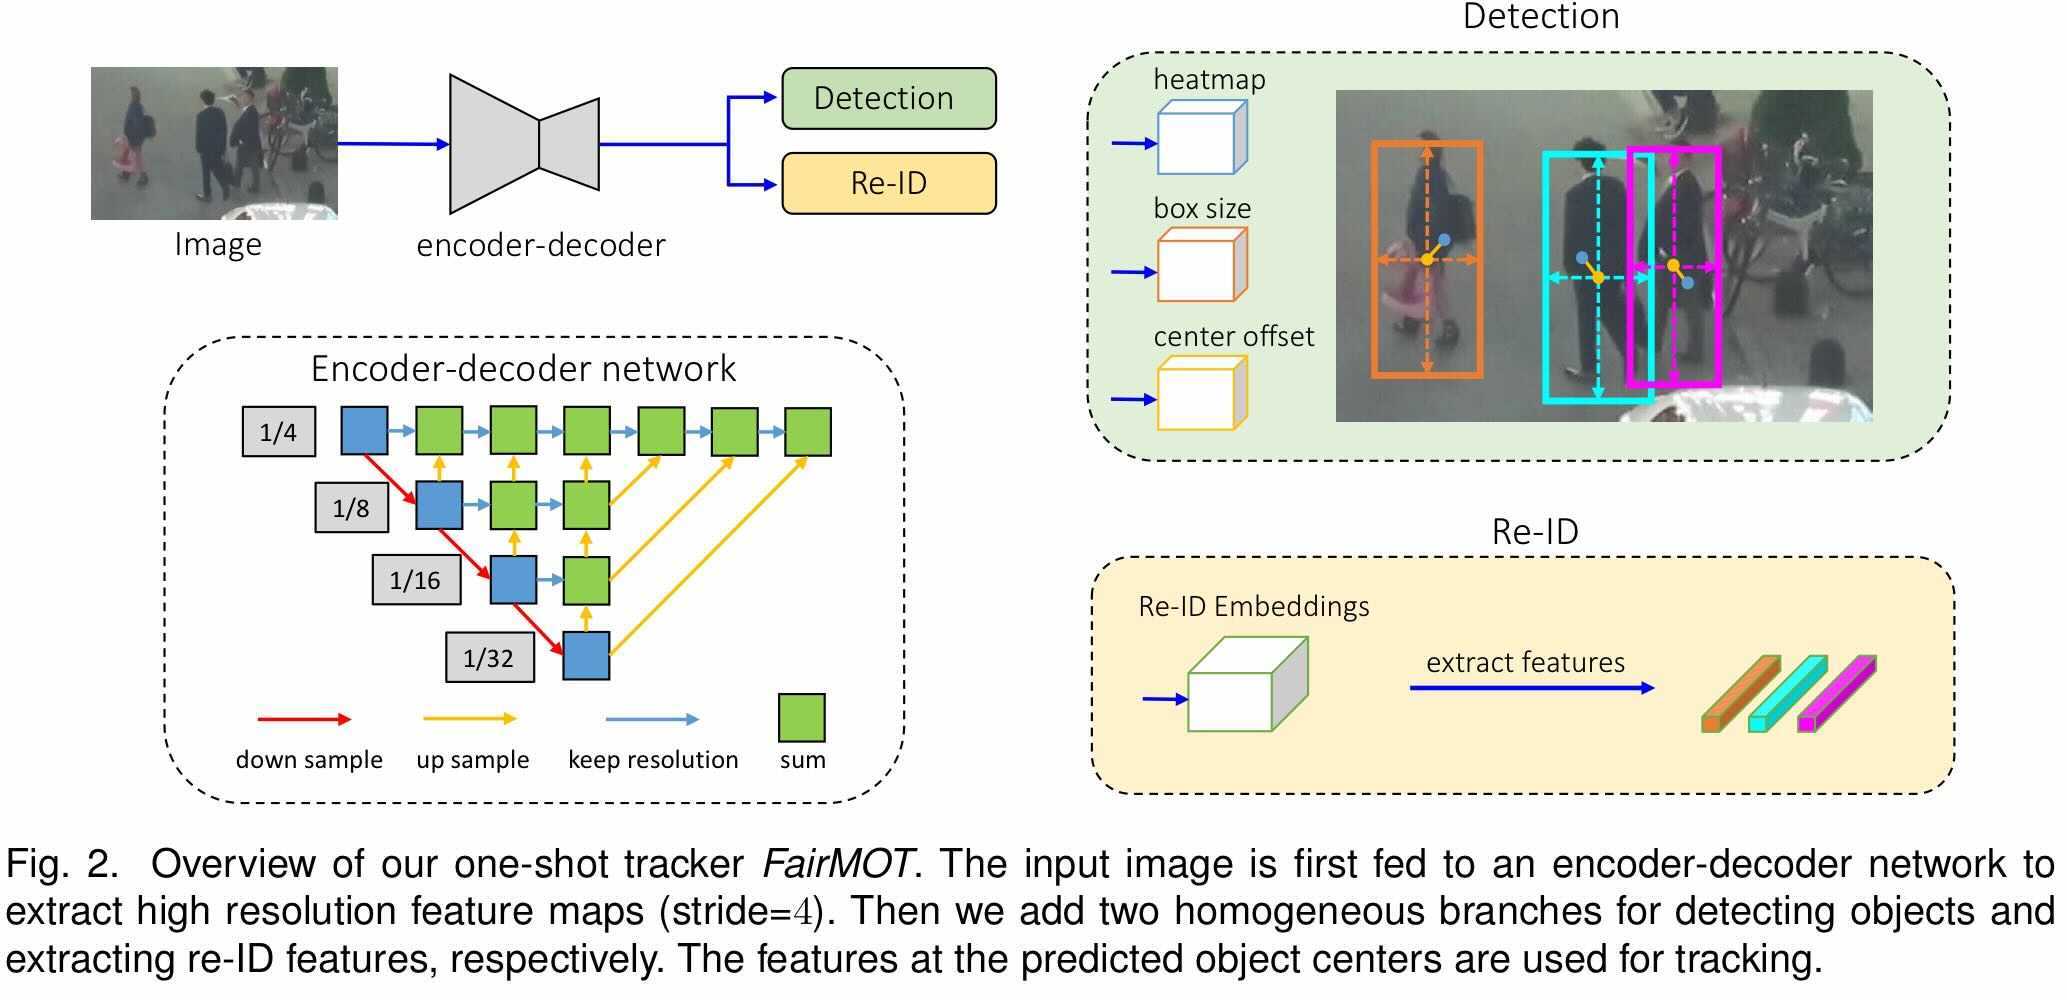 Image
encoder-decoder
Detection
Re-ID
Encoder-decoder network
1/4
1/8
1/16
1/32
down sample
up sample
keep resolution
sum
Detection
heatmap
box size
center offset
Re-ID
Re-ID Embeddings
extract features
Fig. 2. Overview of our one-shot tracker FairMOT. The input image is first fed to an encoder-decoder network to
extract high resolution feature maps (stride=4). Then we add two homogeneous branches for detecting objects and
extracting re-ID features, respectively. The features at the predicted object centers are used for tracking.